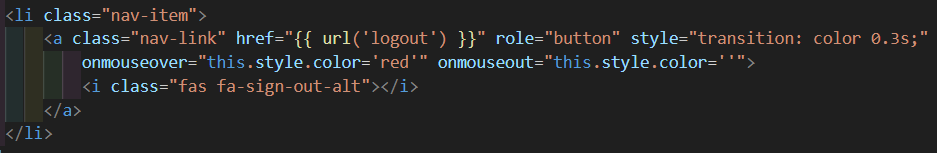 <li class="nav-item">
<a class="nav-link" href="{{ url('logout') }}" role="button" style="transition: color 0.3s;"
onmouseover="this.style.color='red'" onmouseout="this.style.color=''">
<i class="fas fa-sign-out-alt"></i>
</a>
</li>